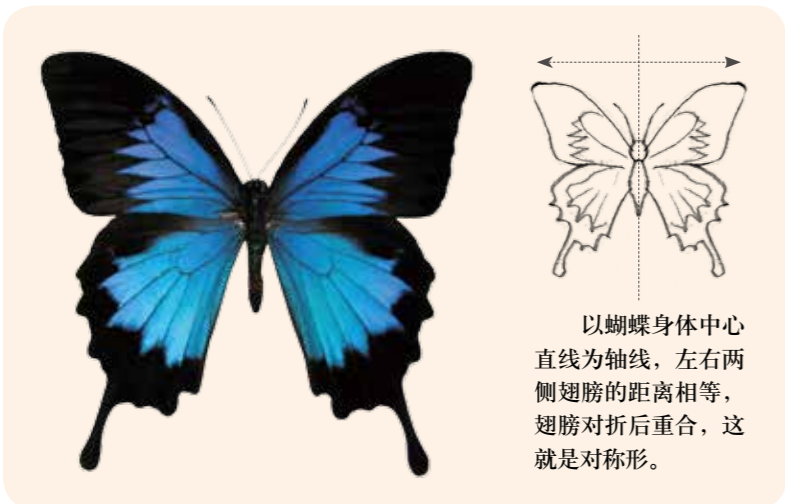 以蝴蝶身体中心
直线为轴线，左右两
侧翅膀的距离相等，
翅膀对折后重合，这
就是对称形。